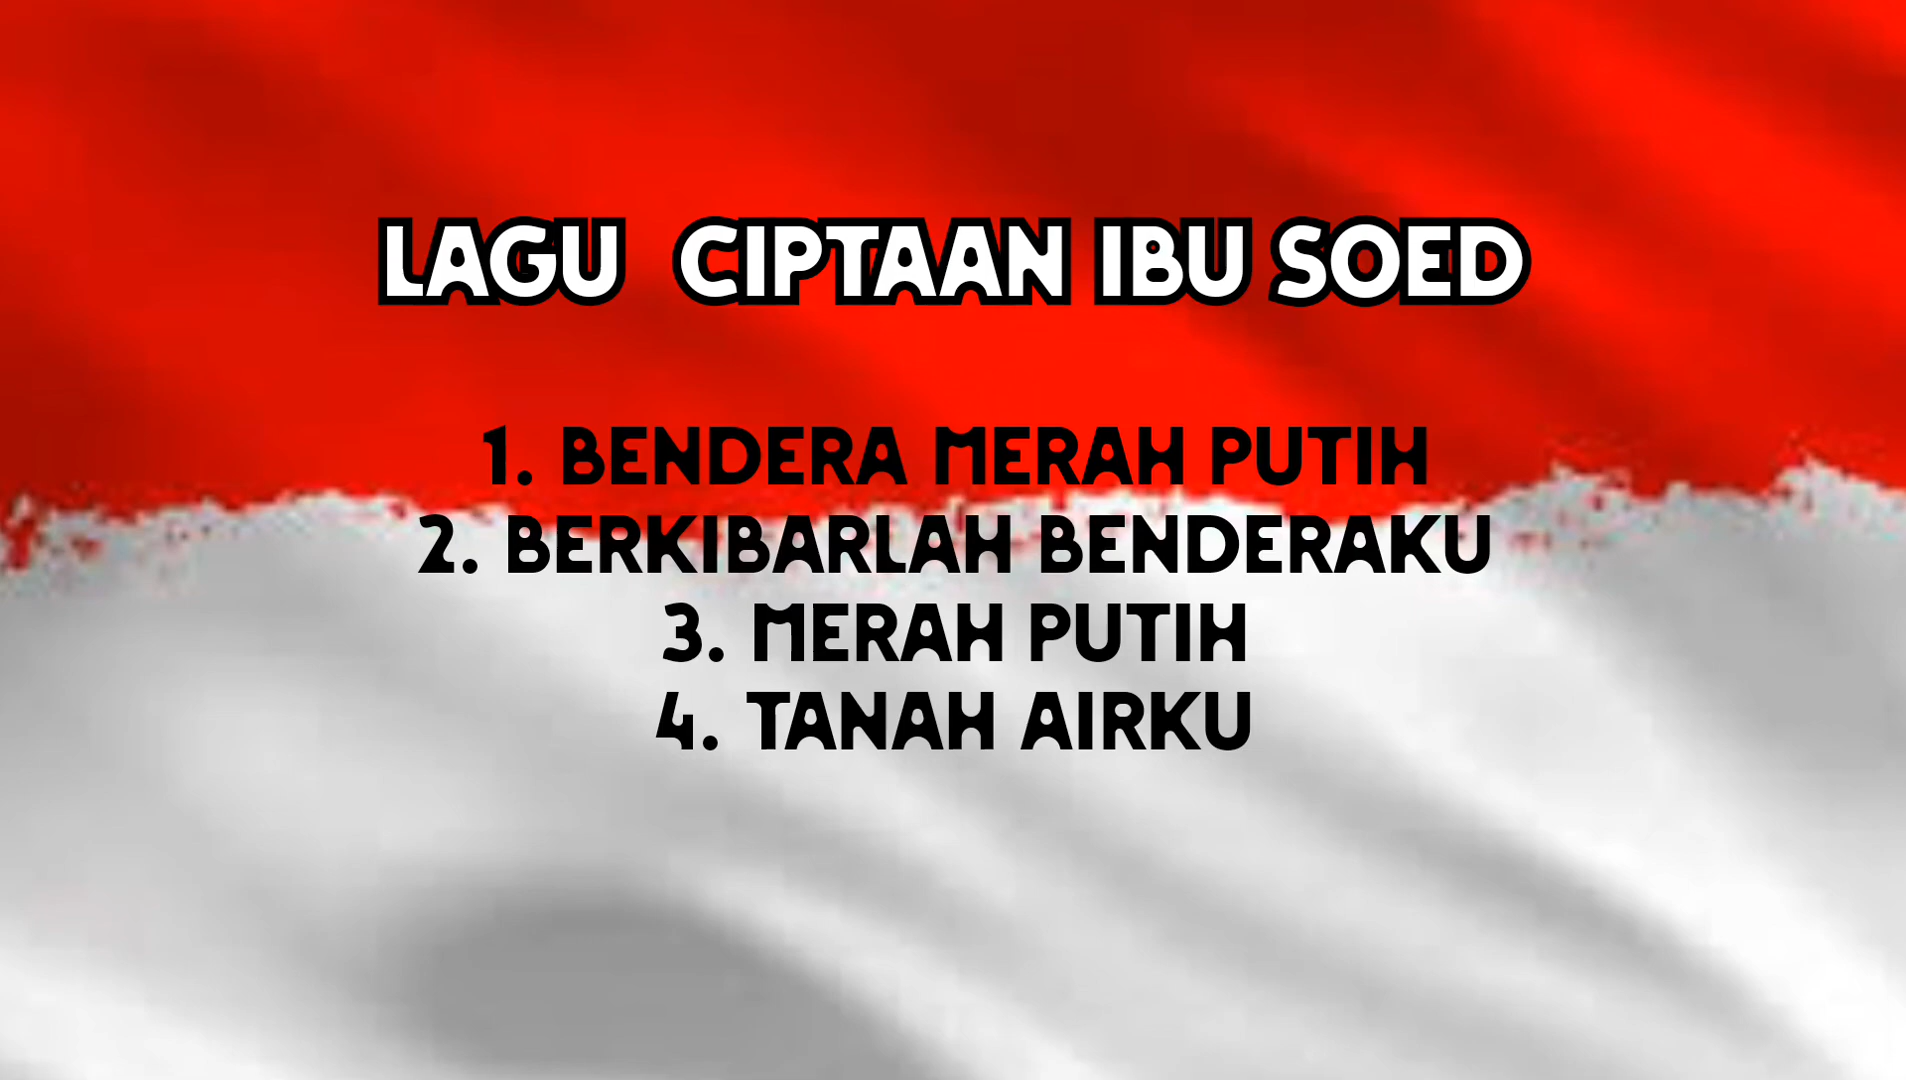 LAGU CIPTAAN IBU SOED
1. BENDERA MERAH PUTIH
2. BERKIBARLAH BENDERAKU
3. MERAH PUTIH
4. TANAH AIRKU